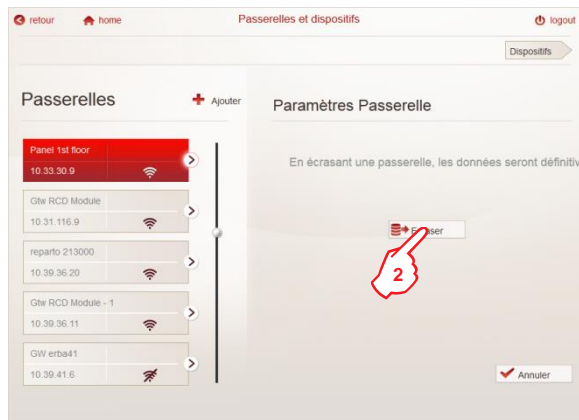 retour
home
Passerelles et dispositifs
logout
Dispositifs
Passerelles
Ajouter
Panel 1st floor
10.33.30.9
Gtw RCD Module
10.31.116.9
reparto 213000
10.39.36.20
Gtw RCD Module - 1
10.39.36.11
GW erba41
10.39.41.6
Paramètres Passerelle
En écrasant une passerelle, les données seront définitiv
2
Annuler